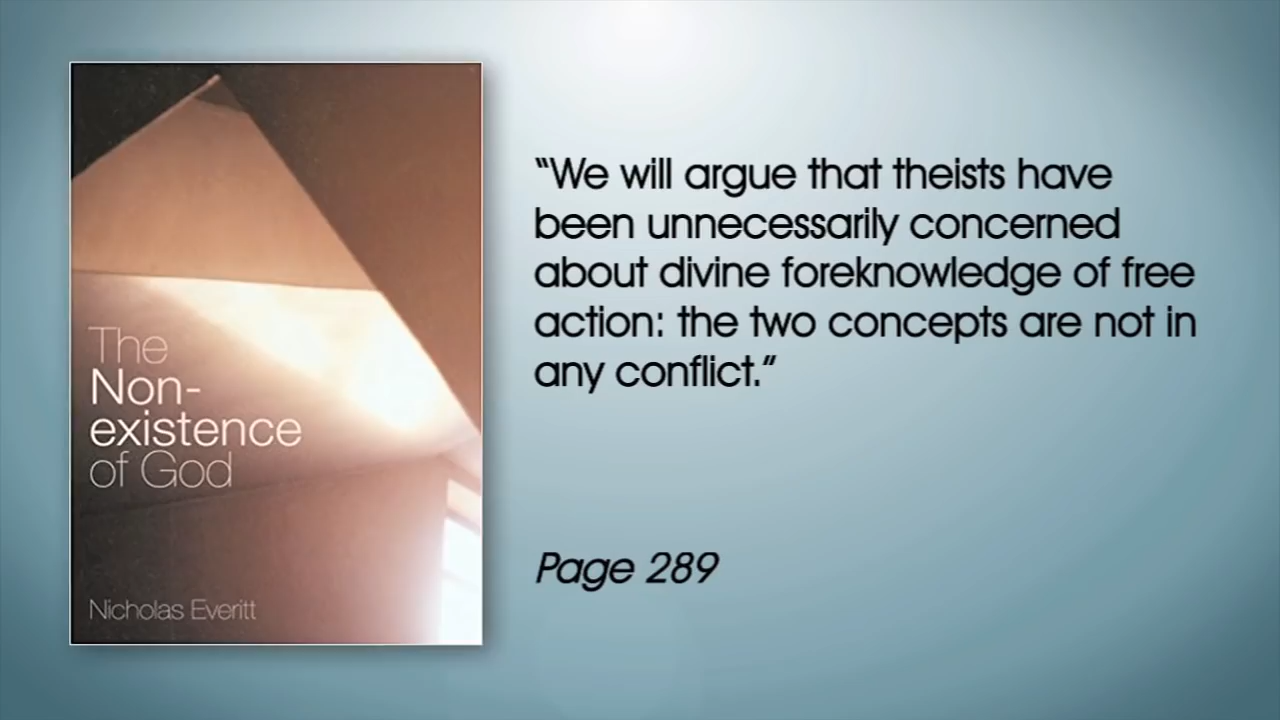 The
Non-
existence
of God
Nicholas Everitt
“We will argue that theists have
been unnecessarily concerned
about divine foreknowledge of free
action: the two concepts are not in
any conflict.”
Page 289